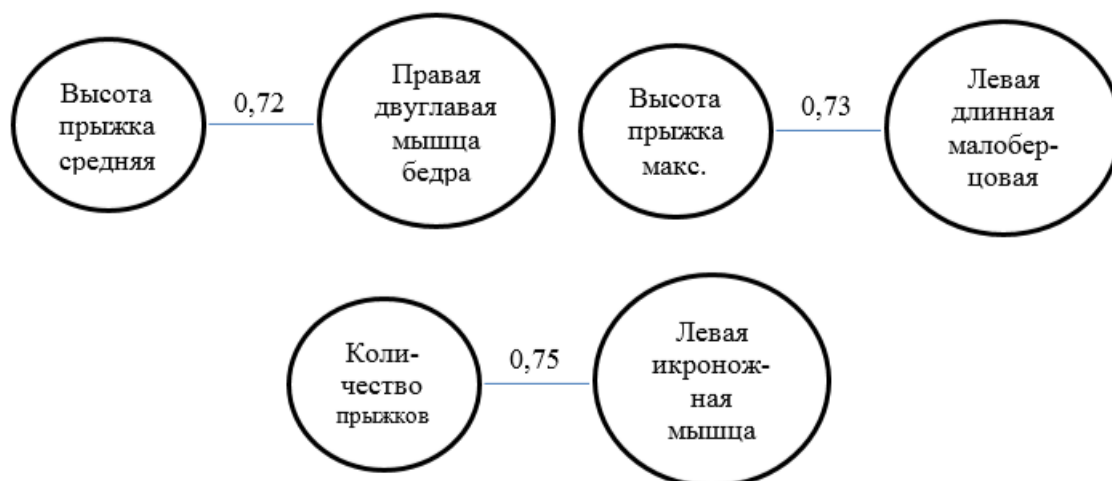 Высота
прыжка
средняя
0,72
Правая
двуглавая
мышца
бедра
Высота
прыжка
макс.
0,73
Левая
длинная
малобер-
цовая
Коли-
чество
прыжков
0,75
Левая
икронож-
ная
мышца